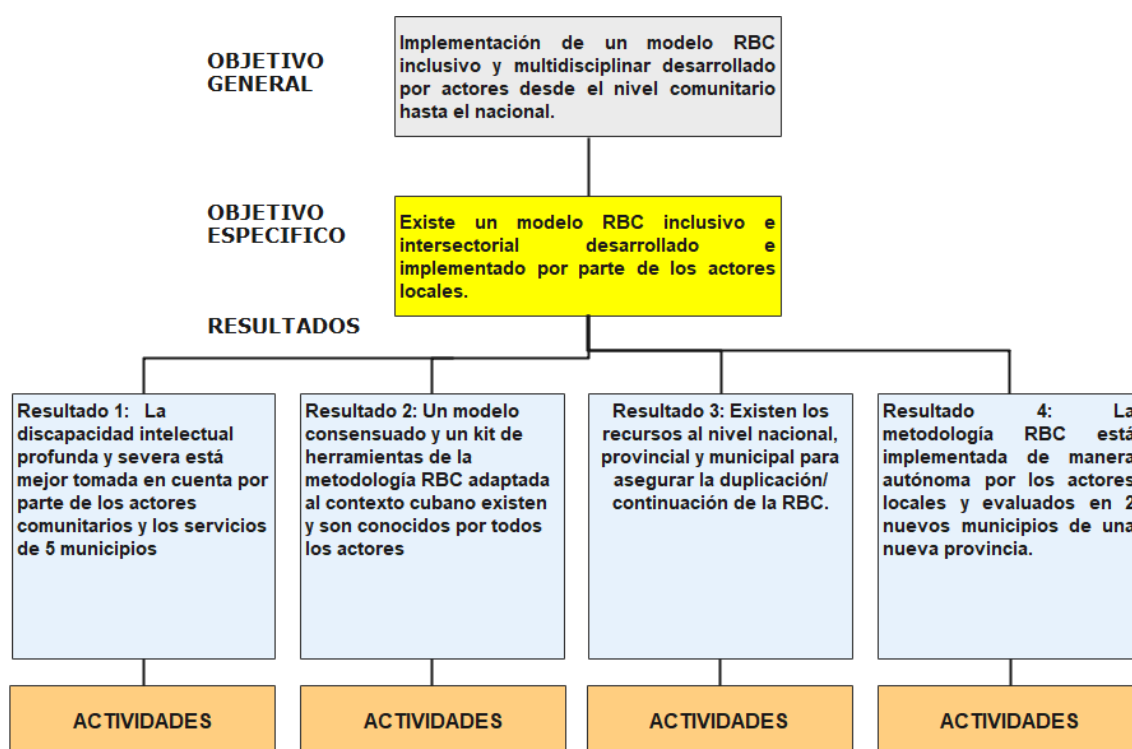 OBJETIVO
GENERAL
Implementación de un modelo RBC
inclusivo y multidisciplinar desarrollado
por actores desde el nivel comunitario
hasta el nacional.
OBJETIVO
ESPECIFICO
Existe un modelo RBC inclusivo e
intersectorial desarrollado e
implementado por parte de los actores
locales.
RESULTADOS
Resultado 1: La
discapacidad intelectual
profunda y severa está
mejor tomada en cuenta por
parte de los actores
comunitarios y los servicios
de 5 municipios
Resultado 2: Un modelo
consensuado y un kit de
herramientas de la
metodología RBC adaptada
al contexto cubano existen
y son conocidos por todos
los actores
Resultado 3: Existen los
recursos al nivel nacional,
provincial y municipal para
asegurar la duplicación/
continuación de la RBC.
Resultado 4: La
metodología RBC está
implementada de manera
autónoma por los actores
locales y evaluados en 2
nuevos municipios de una
nueva provincia.
ACTIVIDADES
ACTIVIDADES
ACTIVIDADES
ACTIVIDADES